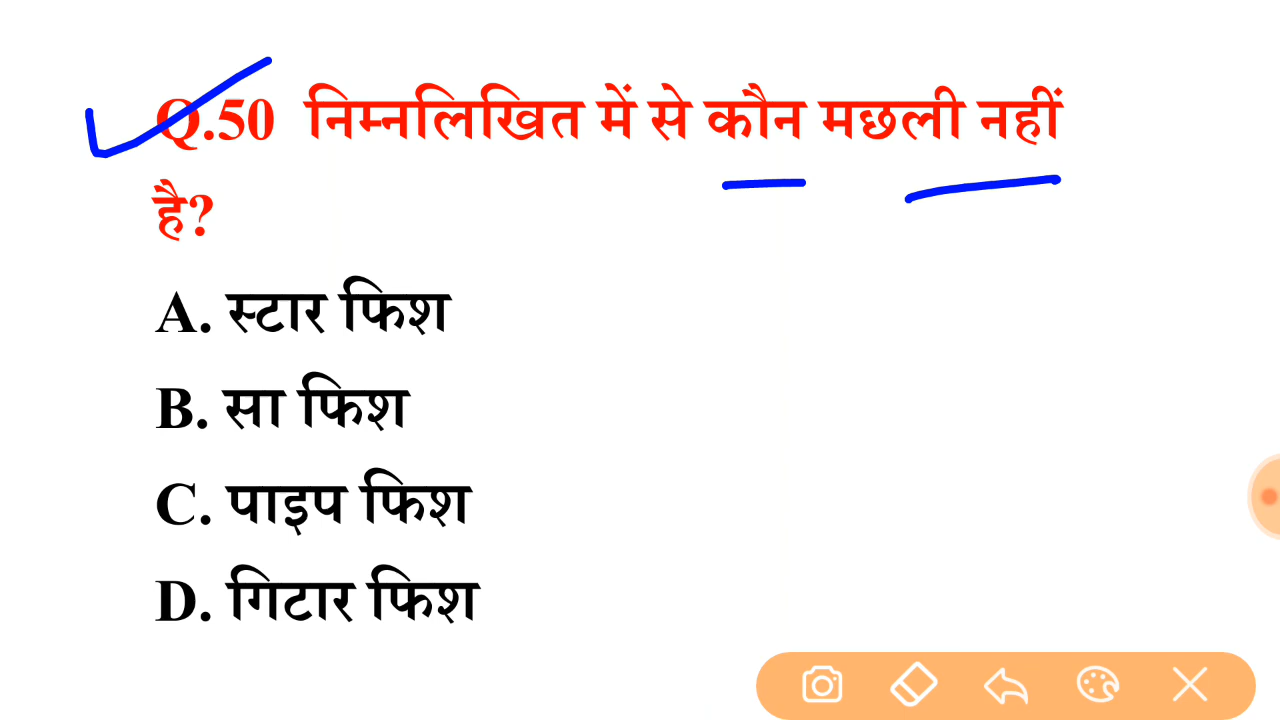 Q.50 निम्नलिखित में से कौन मछली नहीं
है?
A. स्टार फिश
B. सा फिश
C. पाइप फिश
D. गिटार फिश